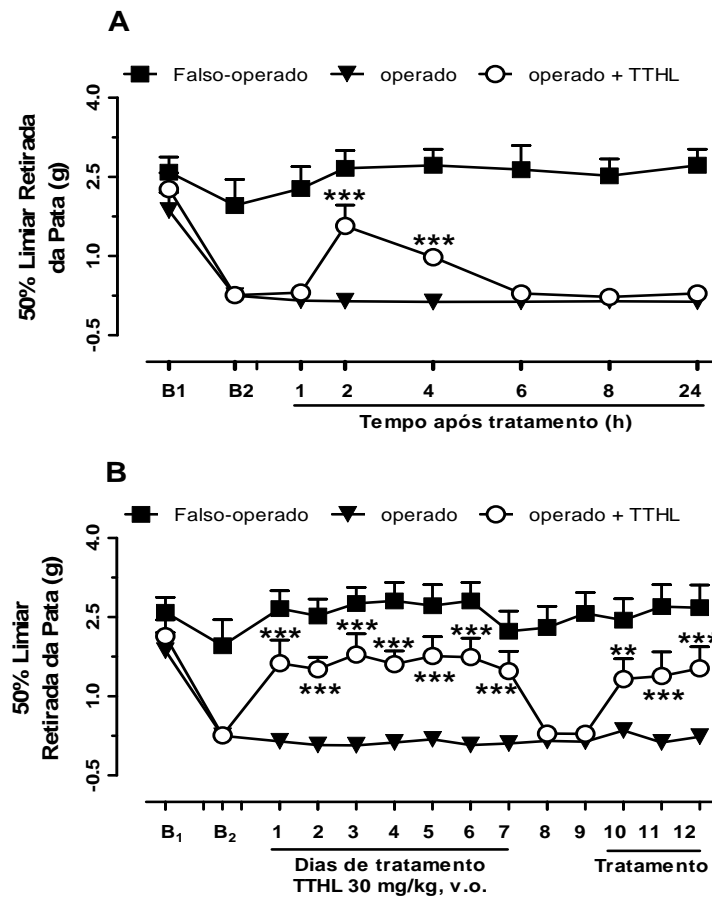 A
Falso-operado operado operado + TTHL
50% Limiar Retirada
da Pata (g)
4.0
2.5
1.0
-0.5
***
***
B1 B2 1 2 4 6 8 24
Tempo após tratamento (h)
B
Falso-operado operado operado + TTHL
50% Limiar
Retirada da Pata (g)
4.0
2.5
1.0
-0.5
*** *** *** *** *** *** *** ** *** ***
B1 B2 1 2 3 4 5 6 7 8 9 10 11 12
Dias de tratamento Tratamento
TTHL 30 mg/kg, v.o.